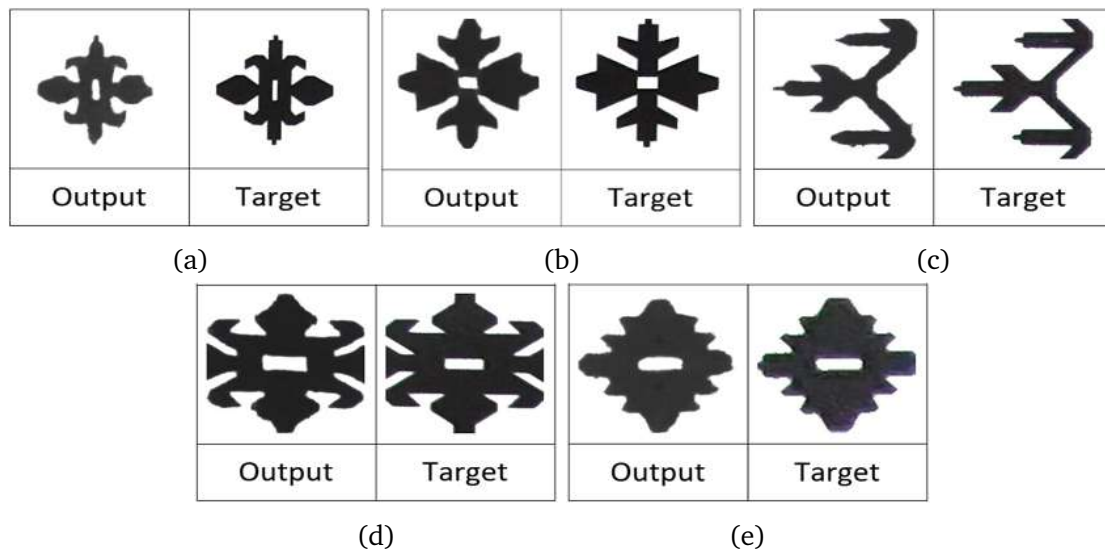 Output Target Output Target Output Target
(a) (b) (c)
Output Target Output Target
(d) (e)